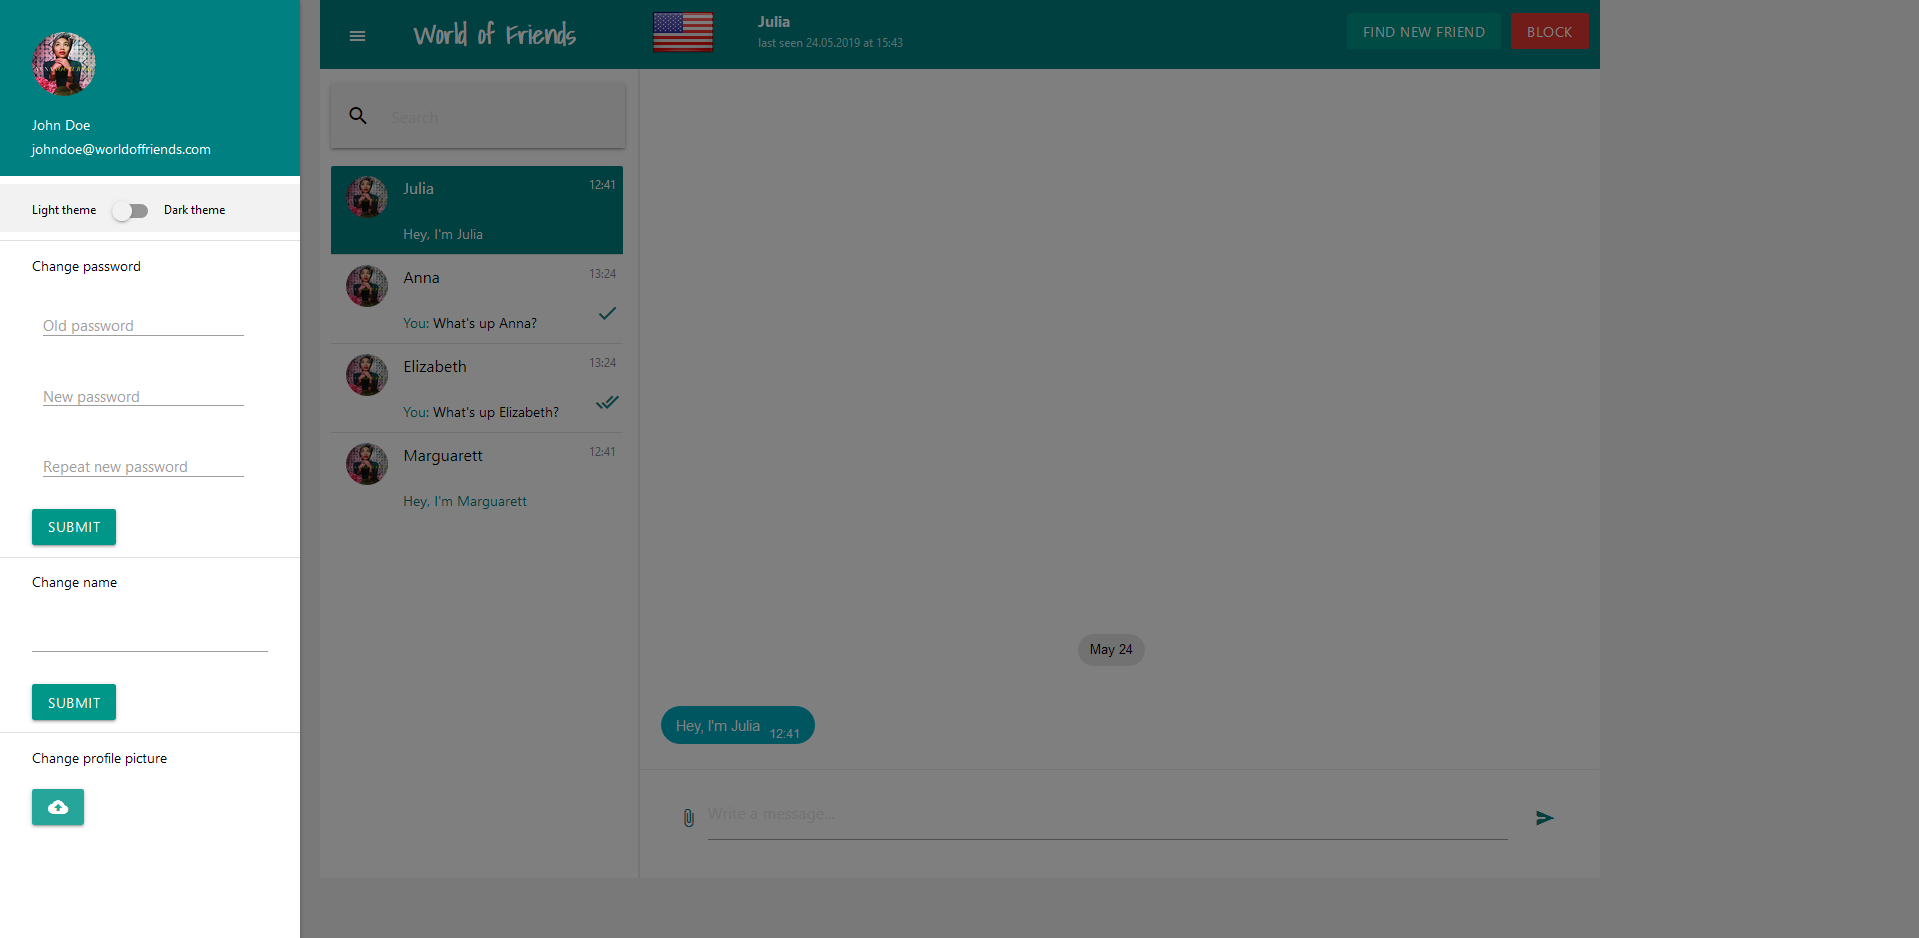 John Doe
johndoe@worldoffriends.com
Light theme Dark theme
Change password
Old password
New password
Repeat new password
SUBMIT
Change name
SUBMIT
Change profile picture
World of Friends
Julia
last seen 24.05.2019 at 15:43
FIND NEW FRIEND
BLOCK
Search
Julia 12:41
Hey, I'm Julia
Anna 13:24
You: What's up Anna?
Elizabeth 13:24
You: What's up Elizabeth?
Marguarett 12:41
Hey, I'm Marguarett
May 24
Hey, I'm Julia 12:41
Write a message...